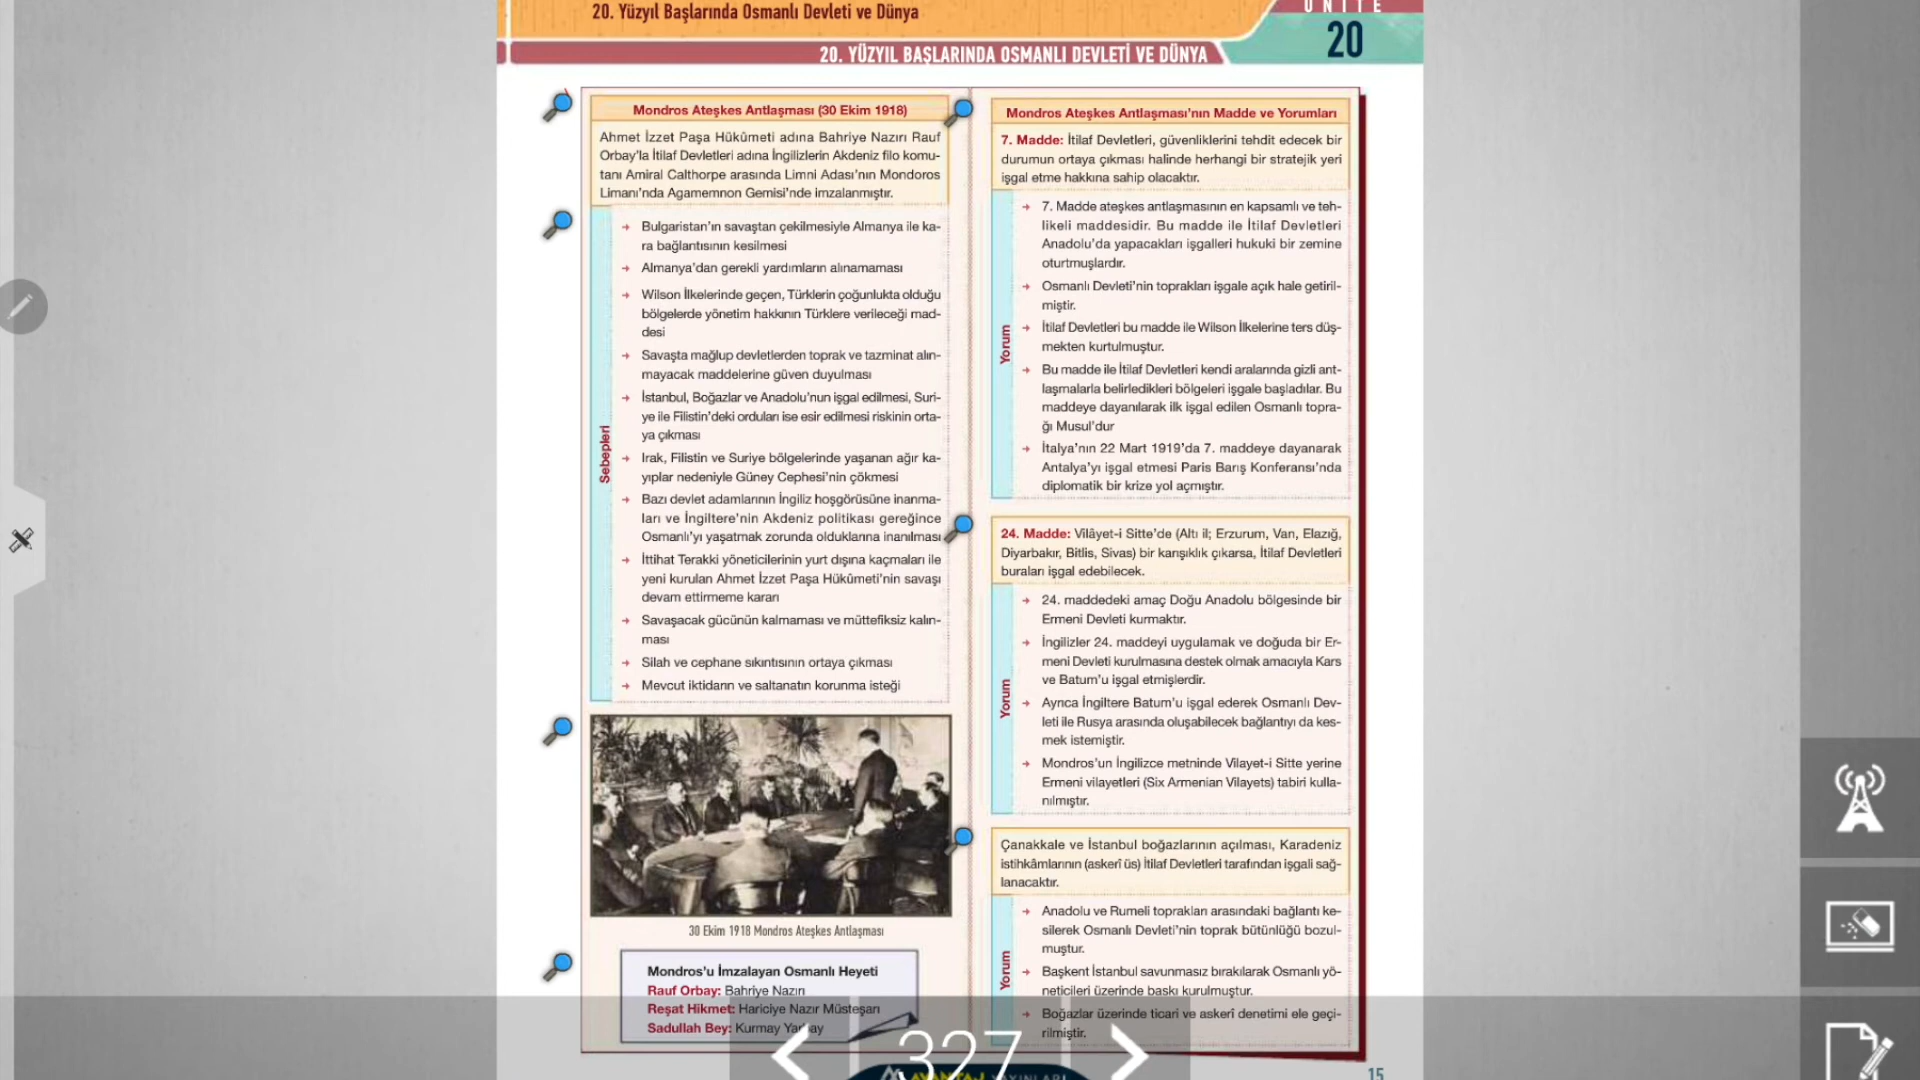 20. Yüzyıl Başlarında Osmanlı Devleti ve Dünya
ÜNİTE
20
20. YÜZYIL BAŞLARINDA OSMANLI DEVLETİ VE DÜNYA
Mondros Ateşkes Antlaşması (30 Ekim 1918)
Ahmet İzzet Paşa Hükûmeti adına Bahriye Nazırı Rauf
Orbay'la İtilaf Devletleri adına İngilizlerin Akdeniz filo komu-
tanı Amiral Calthorpe arasında Limni Adası'nın Mondoros
Limanı'nda Agamemnon Gemisi'nde imzalanmıştır.
Sebepleri
→ Bulgaristan'ın savaştan çekilmesiyle Almanya ile ka-
ra bağlantısının kesilmesi
→ Almanya'dan gerekli yardımların alınamaması
→ Wilson İlkelerinde geçen, Türklerin çoğunlukta olduğu
bölgelerde yönetim hakkının Türklere verileceği mad-
desi
→ Savaşta mağlup devletlerden toprak ve tazminat alın-
mayacak maddelerine güven duyulması
→ İstanbul, Boğazlar ve Anadolu'nun işgal edilmesi, Suri-
ye ile Filistin'deki orduları ise esir edilmesi riskinin orta-
ya çıkması
→ Irak, Filistin ve Suriye bölgelerinde yaşanan ağır ka-
yıplar nedeniyle Güney Cephesi'nin çökmesi
→ Bazı devlet adamlarının İngiliz hoşgörüsüne inanma-
ları ve İngiltere'nin Akdeniz politikası gereğince
Osmanlı'yı yaşatmak zorunda olduklarına inanılması
→ İttihat Terakki yöneticilerinin yurt dışına kaçmaları ile
yeni kurulan Ahmet İzzet Paşa Hükûmeti'nin savaşı
devam ettirmeme kararı
→ Savaşacak gücünün kalmaması ve müttefiksiz kalın-
ması
→ Silah ve cephane sıkıntısının ortaya çıkması
→ Mevcut iktidarın ve saltanatın korunma isteği
30 Ekim 1918 Mondros Ateşkes Antlaşması
Mondros'u İmzalayan Osmanlı Heyeti
Rauf Orbay: Bahriye Nazırı
Reşat Hikmet: Hariciye Nazır Müsteşarı
Sadullah Bey: Kurmay Yarbay
Mondros Ateşkes Antlaşması'nın Madde ve Yorumları
7. Madde: İtilaf Devletleri, güvenliklerini tehdit edecek bir
durumun ortaya çıkması halinde herhangi bir stratejik yeri
işgal etme hakkına sahip olacaktır.
Yorum
→ 7. Madde ateşkes antlaşmasının en kapsamlı ve teh-
likeli maddesidir. Bu madde ile İtilaf Devletleri
Anadolu'da yapacakları işgalleri hukuki bir zemine
oturtmuşlardır.
→ Osmanlı Devleti'nin toprakları işgale açık hale getiril-
miştir.
→ İtilaf Devletleri bu madde ile Wilson İlkelerine ters düş-
mekten kurtulmuştur.
→ Bu madde ile İtilaf Devletleri kendi aralarında gizli ant-
laşmalarla belirledikleri bölgeleri işgale başladılar. Bu
maddeye dayanılarak ilk işgal edilen Osmanlı topra-
ğı Musul'dur
→ İtalya'nın 22 Mart 1919'da 7. maddeye dayanarak
Antalya'yı işgal etmesi Paris Barış Konferansı'nda
diplomatik bir krize yol açmıştır.
24. Madde: Vilâyet-i Sitte'de (Altı il; Erzurum, Van, Elazığ,
Diyarbakır, Bitlis, Sivas) bir karışıklık çıkarsa, İtilaf Devletleri
buraları işgal edebilecek.
Yorum
→ 24. maddedeki amaç Doğu Anadolu bölgesinde bir
Ermeni Devleti kurmaktır.
→ İngilizler 24. maddeyi uygulamak ve doğuda bir Er-
meni Devleti kurulmasına destek olmak amacıyla Kars
ve Batum'u işgal etmişlerdir.
→ Ayrıca İngiltere Batum'u işgal ederek Osmanlı Dev-
leti ile Rusya arasında oluşabilecek bağlantıyı da kes-
mek istemiştir.
→ Mondros'un İngilizce metninde Vilayet-i Sitte yerine
Ermeni vilayetleri (Six Armenian Vilayets) tabiri kulla-
nılmıştır.
Çanakkale ve İstanbul boğazlarının açılması, Karadeniz
istihkâmlarının (askerî üs) İtilaf Devletleri tarafından işgali sağ-
lanacaktır.
Yorum
→ Anadolu ve Rumeli toprakları arasındaki bağlantı ke-
silerek Osmanlı Devleti'nin toprak bütünlüğü bozul-
muştur.
→ Başkent İstanbul savunmasız bırakılarak Osmanlı yö-
neticileri üzerinde baskı kurulmuştur.
→ Boğazlar üzerinde ticari ve askerî denetimi ele geçi-
rilmiştir.
327
AVANTAJ YAYINLARI
15